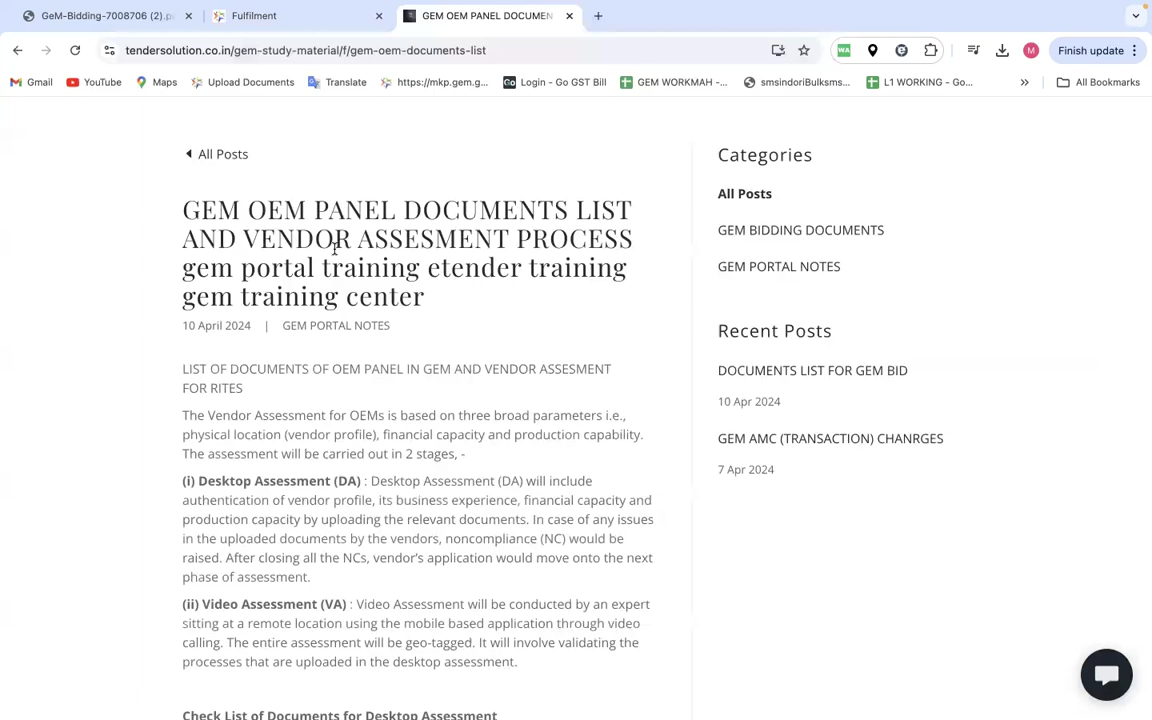 GeM-Bidding-7008706 (2).p
Fulfilment
GEM OEM PANEL DOCUMEN
tendersolution.co.in/gem-study-material/f/gem-oem-documents-list
M
Finish update
Gmail
YouTube
Maps
Upload Documents
Translate
https://mkp.gem.g...
Go
Login - Go GST Bill
GEM WORKMAH -...
smsindoriBulksms...
L1 WORKING – Go...
»
All Bookmarks
All Posts
GEM OEM PANEL DOCUMENTS LIST
AND VENDOR ASSESMENT PROCESS
gem portal training etender training
gem training center
10 April 2024 | GEM PORTAL NOTES
LIST OF DOCUMENTS OF OEM PANEL IN GEM AND VENDOR ASSESMENT
FOR RITES
The Vendor Assessment for OEMs is based on three broad parameters i.e.,
physical location (vendor profile), financial capacity and production capability.
The assessment will be carried out in 2 stages, -
(i) Desktop Assessment (DA) : Desktop Assessment (DA) will include
authentication of vendor profile, its business experience, financial capacity and
production capacity by uploading the relevant documents. In case of any issues
in the uploaded documents by the vendors, noncompliance (NC) would be
raised. After closing all the NCs, vendor's application would move onto the next
phase of assessment.
(ii) Video Assessment (VA) : Video Assessment will be conducted by an expert
sitting at a remote location using the mobile based application through video
calling. The entire assessment will be geo-tagged. It will involve validating the
processes that are uploaded in the desktop assessment.
Check List of Documents for Desktop Assessment
Categories
All Posts
GEM BIDDING DOCUMENTS
GEM PORTAL NOTES
Recent Posts
DOCUMENTS LIST FOR GEM BID
10 Apr 2024
GEM AMC (TRANSACTION) CHANRGES
7 Apr 2024